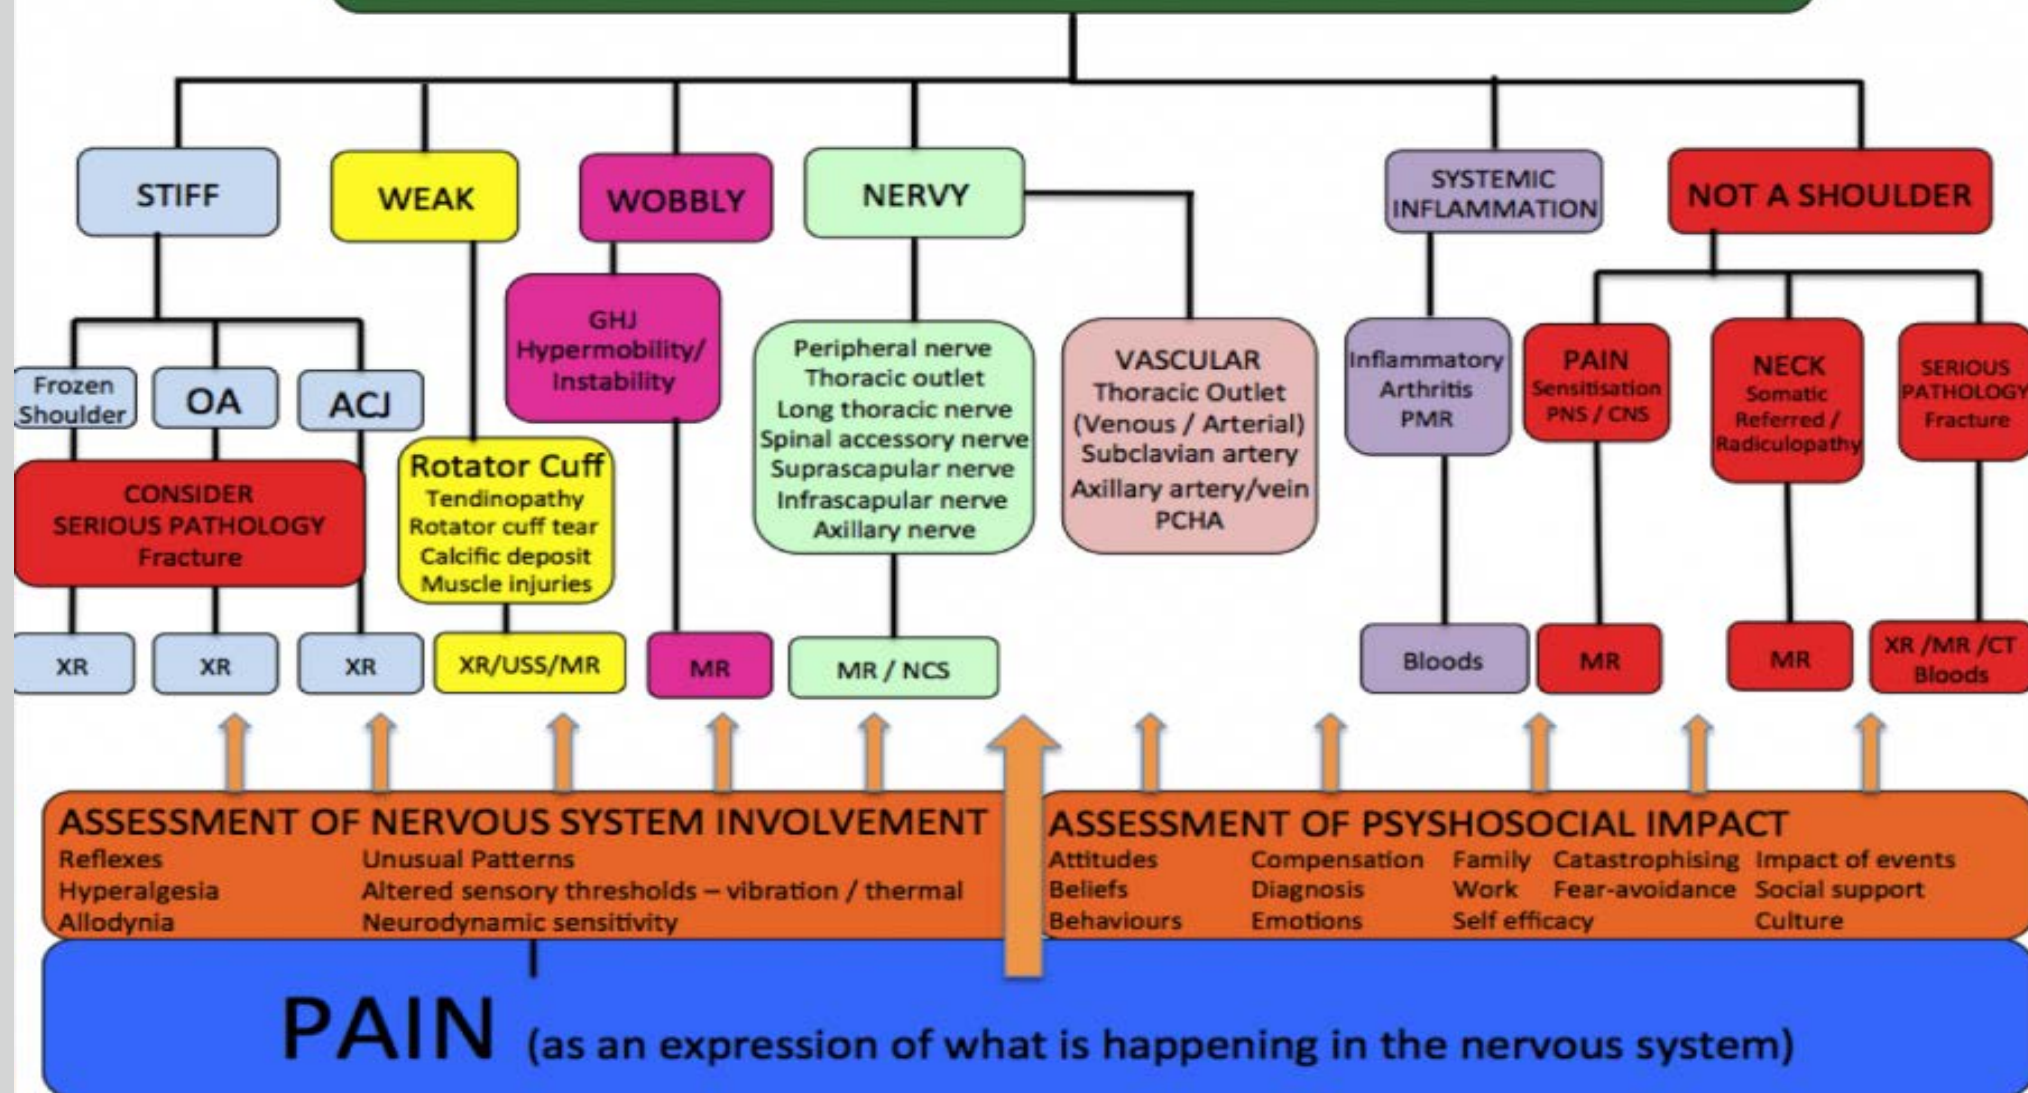 STIFF
WEAK
WOBBLY
NERVY
SYSTEMIC
INFLAMMATION
NOT A SHOULDER
Frozen
Shoulder
OA
ACJ
CONSIDER
SERIOUS PATHOLOGY
Fracture
Rotator Cuff
Tendinopathy
Rotator cuff tear
Calcific deposit
Muscle injuries
GHJ
Hypermobility/
Instability
Peripheral nerve
Thoracic outlet
Long thoracic nerve
Spinal accessory nerve
Suprascapular nerve
Infrascapular nerve
Axillary nerve
VASCULAR
Thoracic Outlet
(Venous / Arterial)
Subclavian artery
Axillary artery/vein
PCHA
Inflammatory
Arthritis
PMR
PAIN
Sensitisation
PNS / CNS
NECK
Somatic
Referred /
Radiculopathy
SERIOUS
PATHOLOGY
Fracture
XR
XR
XR
XR/USS/MR
MR
MR / NCS
Bloods
MR
MR
XR /MR /CT
Bloods
ASSESSMENT OF NERVOUS SYSTEM INVOLVEMENT
Reflexes Unusual Patterns
Hyperalgesia Altered sensory thresholds – vibration / thermal
Allodynia Neurodynamic sensitivity
ASSESSMENT OF PSYSHOSOCIAL IMPACT
Attitudes Compensation Family Catastrophising Impact of events
Beliefs Diagnosis Work Fear-avoidance Social support
Behaviours Emotions Self efficacy Culture
PAIN (as an expression of what is happening in the nervous system)